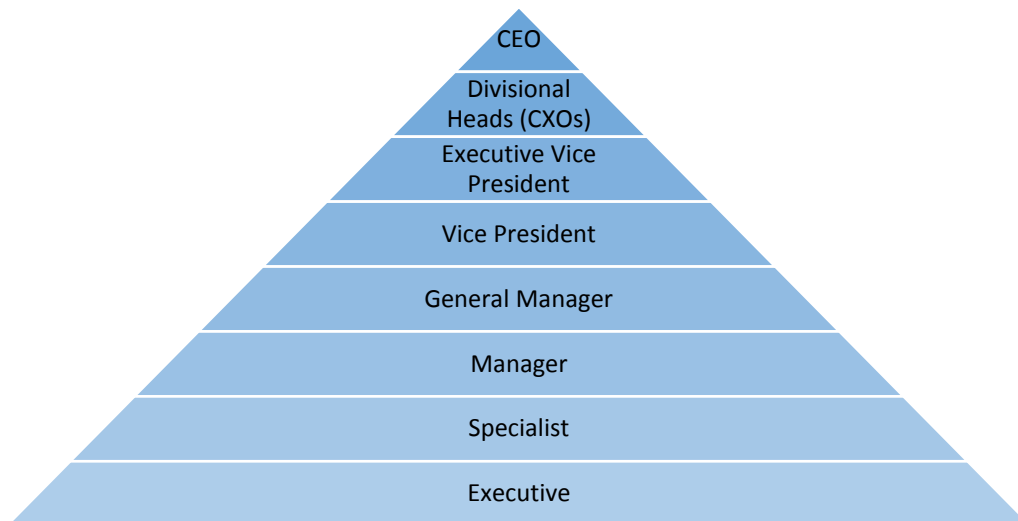 CEO
Divisional
Heads (CXOs)
Executive Vice
President
Vice President
General Manager
Manager
Specialist
Executive